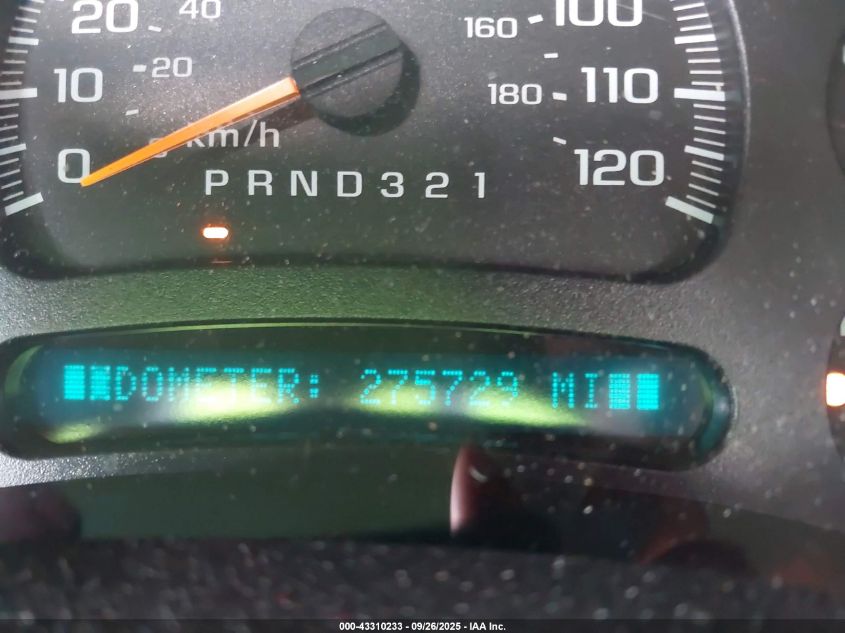 20 40 160 100
10 20 180 110
0 km/h 120
P R N D 3 2 1
DOMETER: 275729 MI
000-43310233 - 09/26/2025 - IAA Inc.